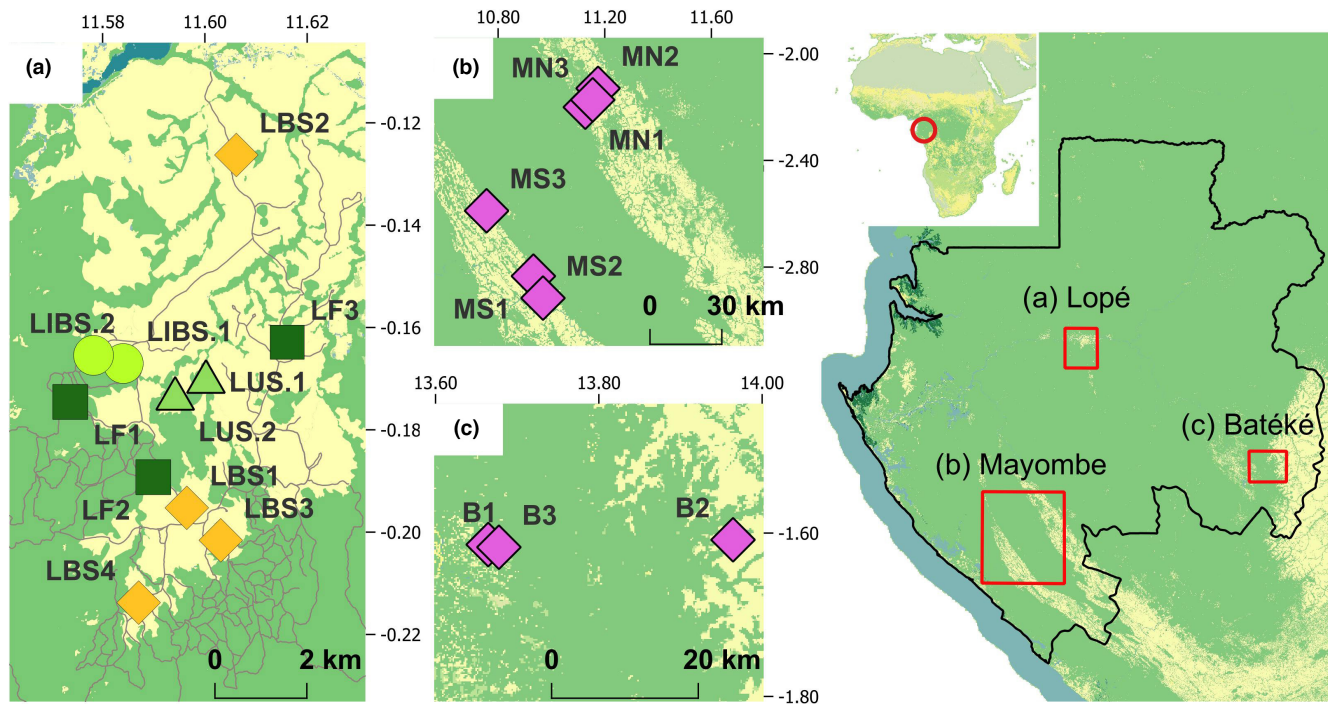 11.58 11.60 11.62
(a)
LBS2
-0.12
-0.14
LIBS.2 LIBS.1 LF3
-0.16
LUS.1
LF1 LUS.2
-0.18
LF2 LBS1
LBS3
-0.20
LBS4
-0.22
0 2 km
10.80 11.20 11.60
(b)
-2.00
MN3 MN2
MN1
-2.40
MS3
MS2
-2.80
MS1
0 30 km
13.60 13.80 14.00
(c)
B1 B3 B2
-1.60
0 20 km
-1.80
(a) Lopé
(c) Batéké
(b) Mayombe